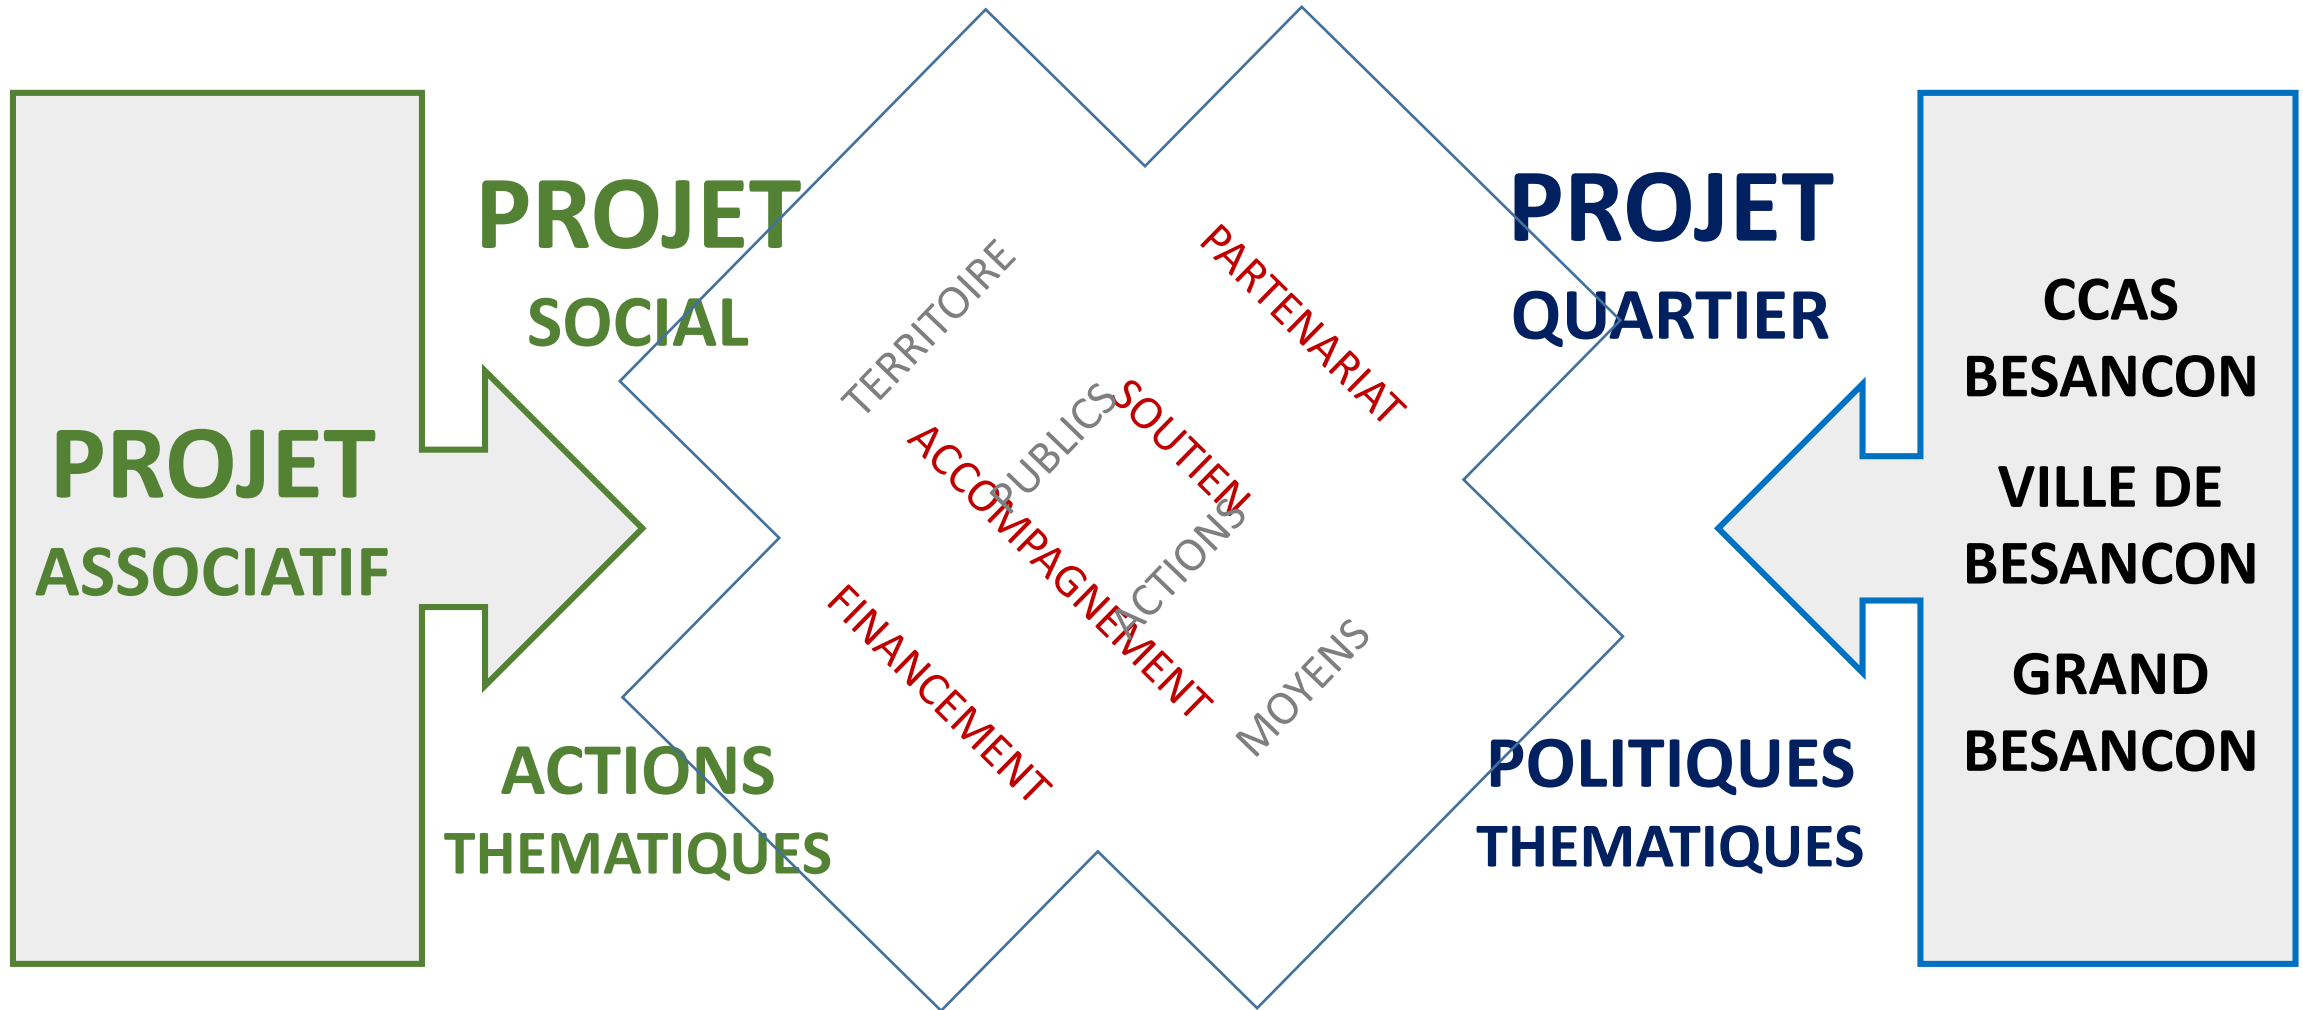 PROJET
ASSOCIATIF
PROJET
SOCIAL
ACTIONS
THEMATIQUES
TERRITOIRE
PUBLICS
ACTIONS
MOYENS
PARTENARIAT
SOUTIEN
ACCOMPAGNEMENT
FINANCEMENT
PROJET
QUARTIER
POLITIQUES
THEMATIQUES
CCAS
BESANCON
VILLE DE
BESANCON
GRAND
BESANCON